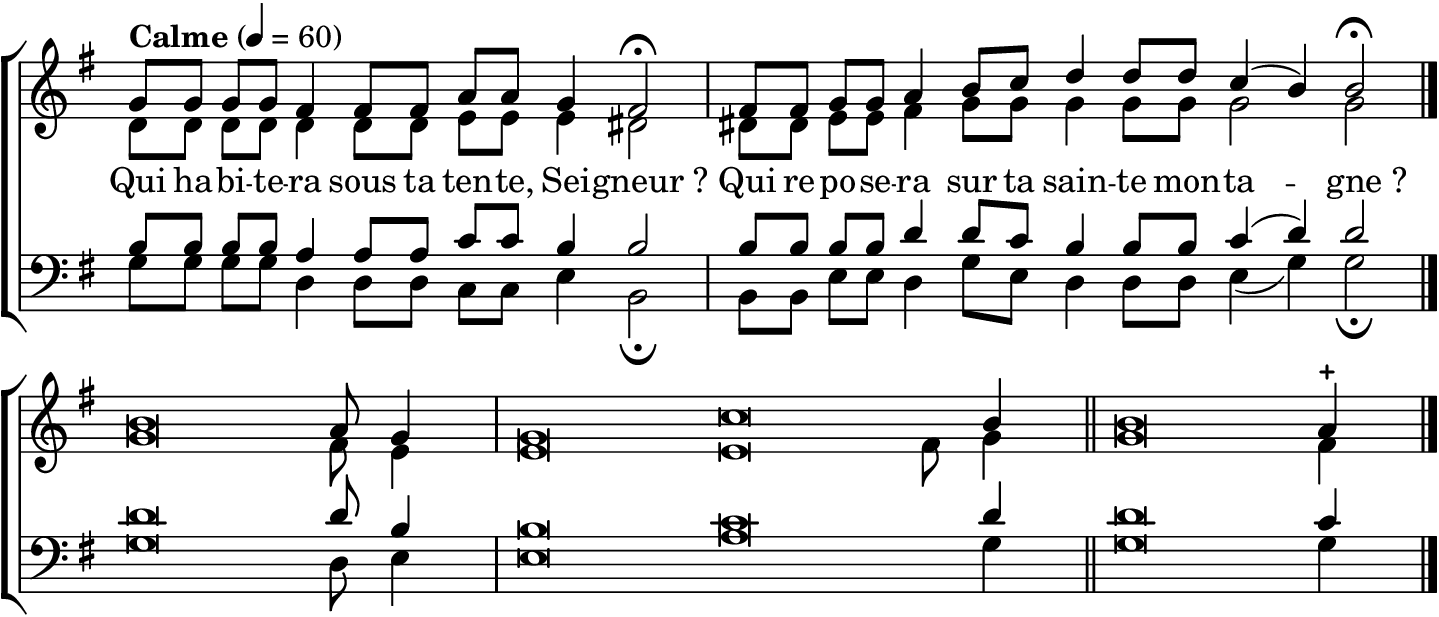 Calme (♩ = 60)
Qui ha -bi -te -ra sous ta ten -te, Sei -gneur ? Qui re -po -se -ra sur ta sain -te mon -ta - gne ?